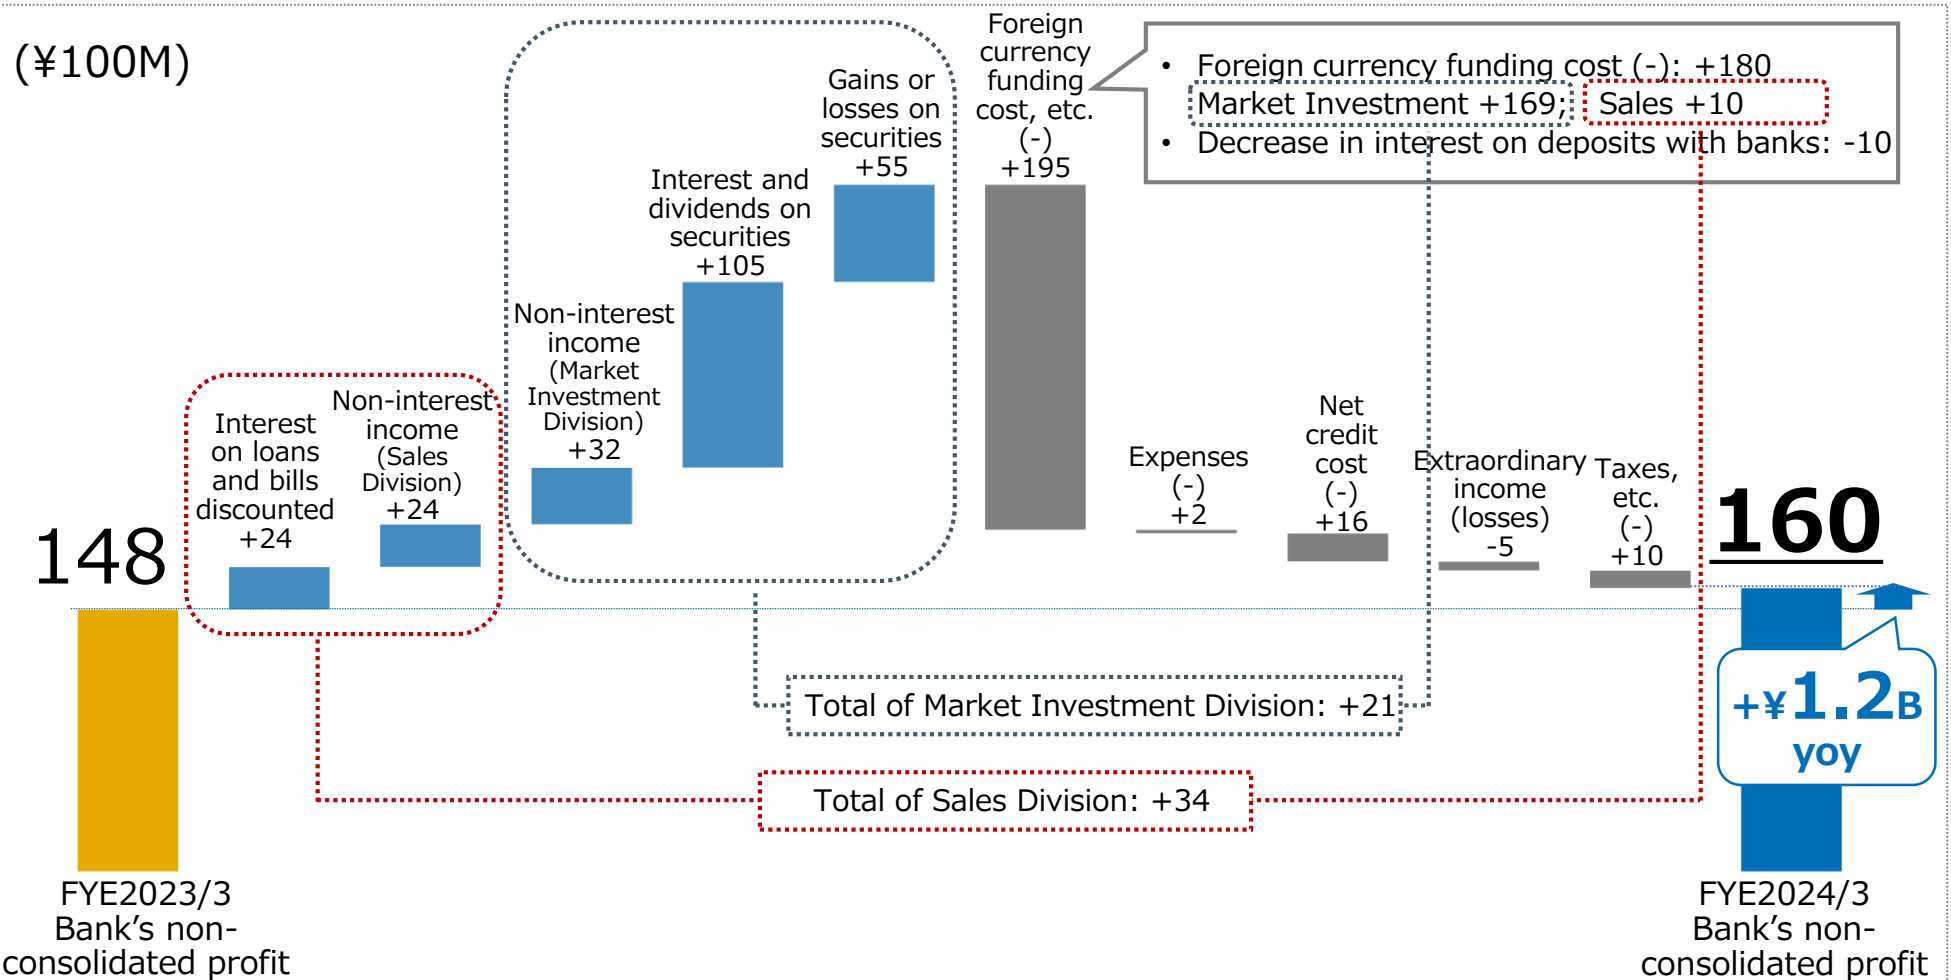 (¥100M)
148
FYE2023/3
Bank’s non-
consolidated profit
Interest
on loans
and bills
discounted
+24
Non-interest
income
(Sales
Division)
+24
Non-interest
income
(Market
Investment
Division)
+32
Interest and
dividends on
securities
+105
Gains or
losses on
securities
+55
Foreign
currency
funding
cost, etc.
(-)
+195
• Foreign currency funding cost (-): +180
Market Investment +169; Sales +10
• Decrease in interest on deposits with banks: -10
Expenses
(-)
+2
Net
credit
cost
(-)
+16
Extraordinary
income
(losses)
-5
Taxes,
etc.
(-)
+10
160
+¥1.2B
yoy
FYE2024/3
Bank’s non-
consolidated profit
Total of Market Investment Division: +21
Total of Sales Division: +34